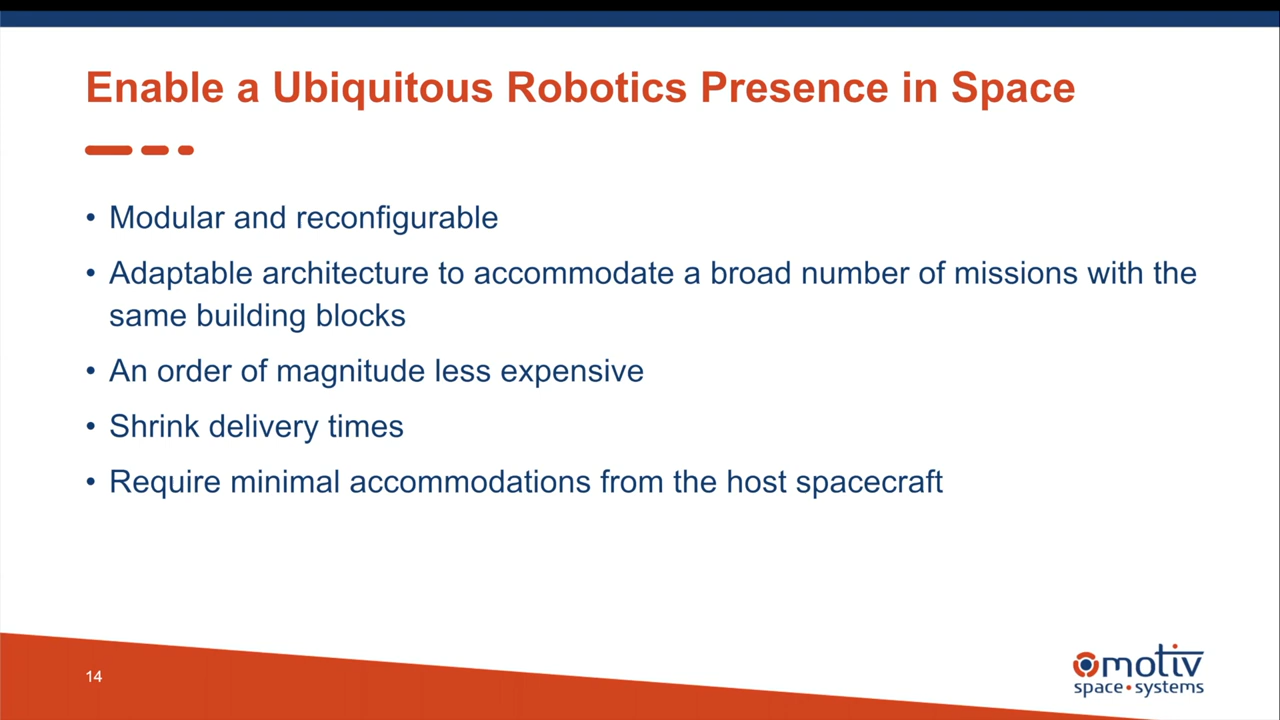 Enable a Ubiquitous Robotics Presence in Space
• Modular and reconfigurable
• Adaptable architecture to accommodate a broad number of missions with the
same building blocks
• An order of magnitude less expensive
• Shrink delivery times
• Require minimal accommodations from the host spacecraft
14
motiv
space•systems